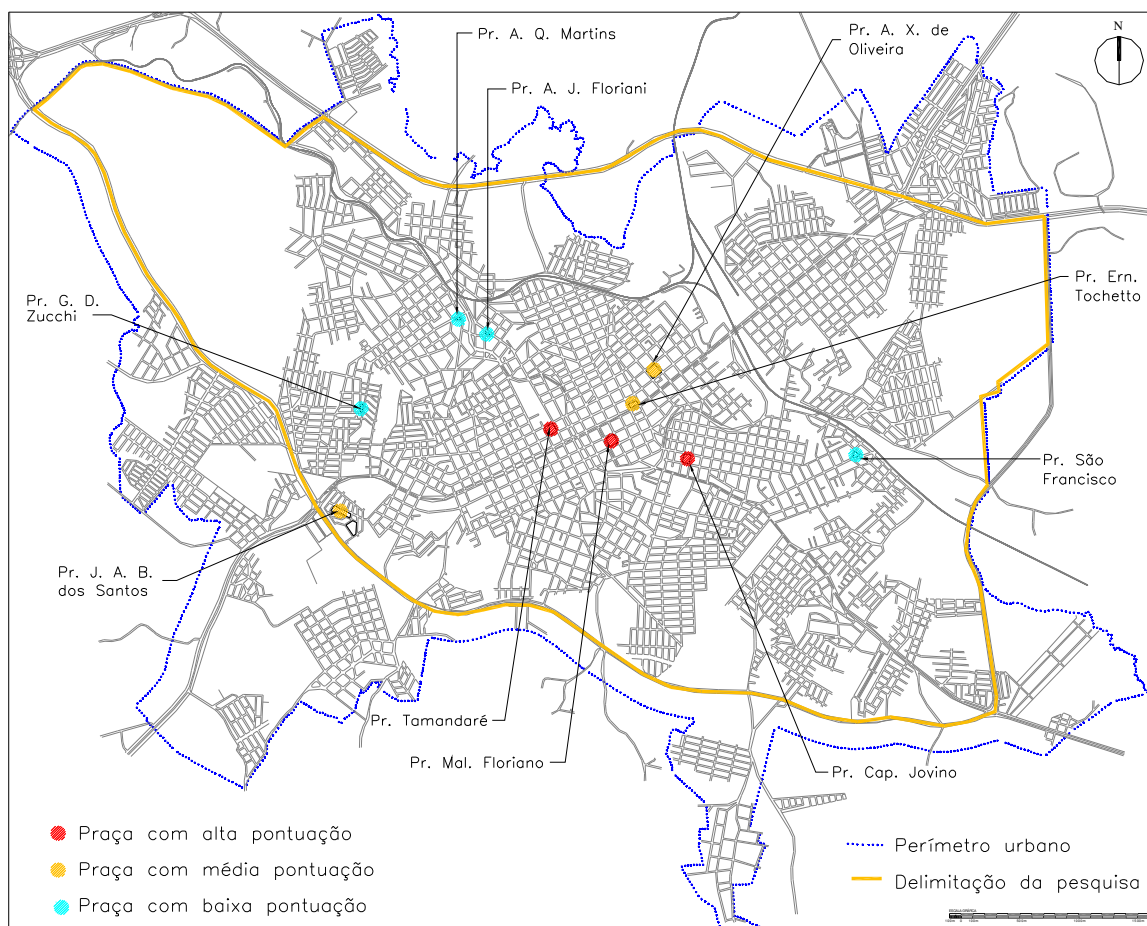 Pr. A. Q. Martins
Pr. A. X. de
Oliveira
N
Pr. A. J. Floriani
Pr. Ern.
Tochetto
Pr. G. D.
Zucchi
Pr. São
Francisco
Pr. J. A. B.
dos Santos
Pr. Tamandaré
Pr. Mal. Floriano
Pr. Cap. Jovino
Praça com alta pontuação
Praça com média pontuação
Praça com baixa pontuação
Perímetro urbano
Delimitação da pesquisa